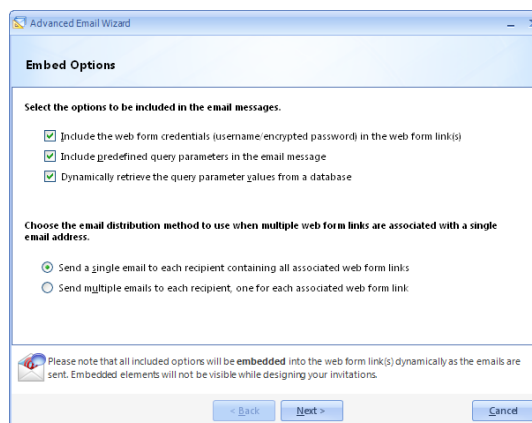 Advanced Email Wizard
Embed Options
Select the options to be included in the email messages.
Include the web form credentials (username/encrypted password) in the web form link(s)
Include predefined query parameters in the email message
Dynamically retrieve the query parameter values from a database
Choose the email distribution method to use when multiple web form links are associated with a single
email address.
Send a single email to each recipient containing all associated web form links
Send multiple emails to each recipient, one for each associated web form link
Please note that all included options will be embedded into the web form link(s) dynamically as the emails are
sent. Embedded elements will not be visible while designing your invitations.
< Back Next > Cancel